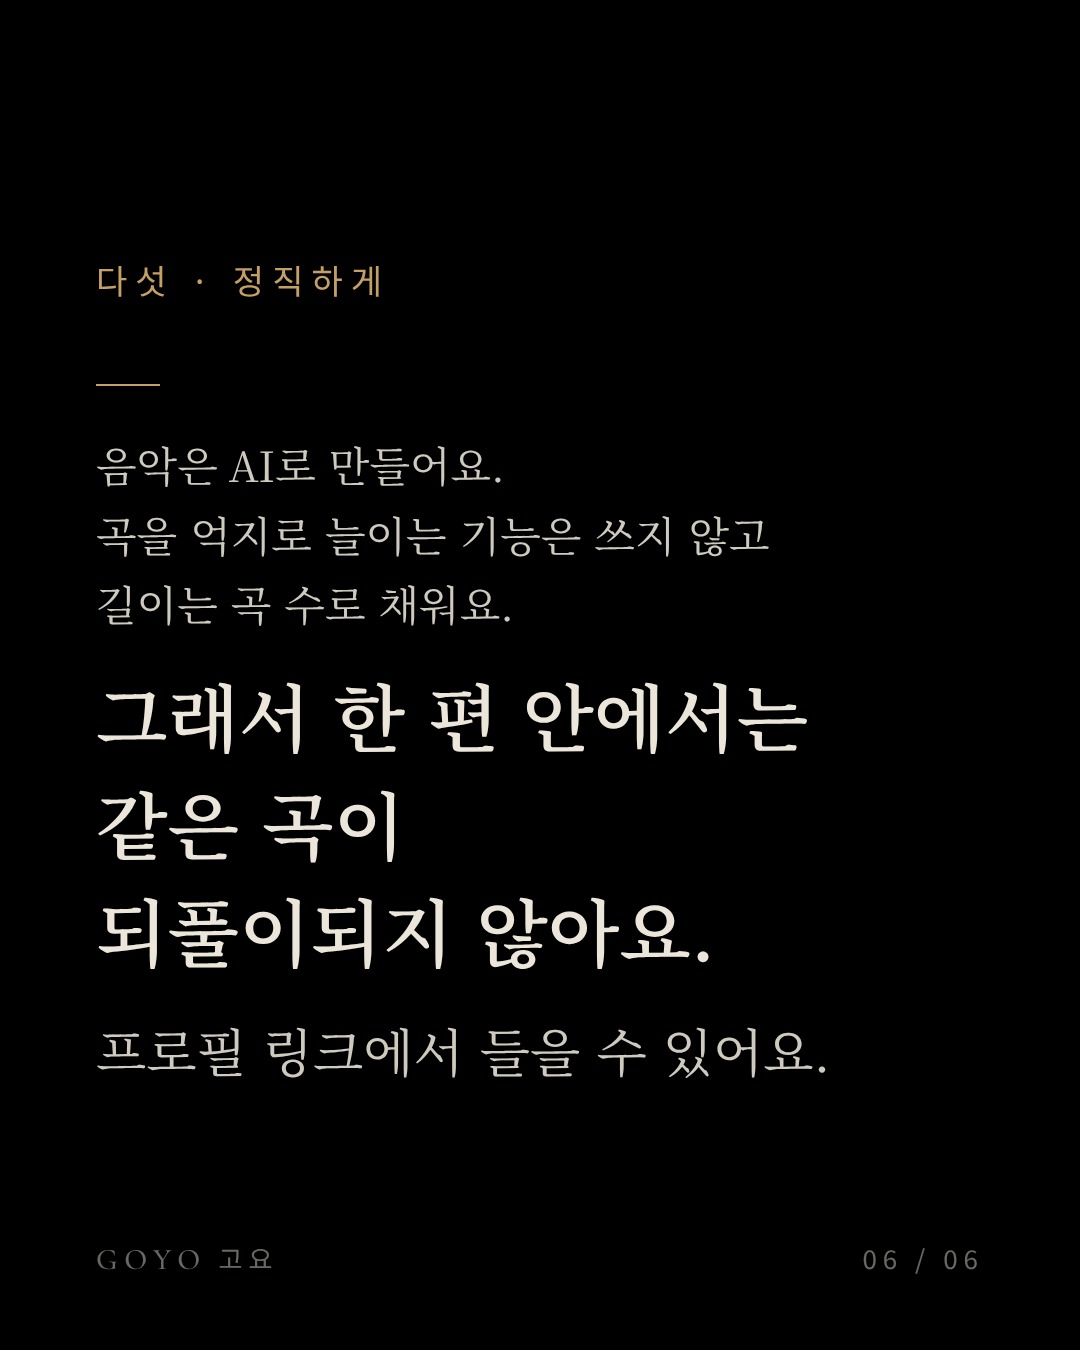 다섯 · 정직하게
음악은 AI로 만들어요.
곡을 억지로 늘이는 기능은 쓰지 않고
길이는 곡 수로 채워요.
그래서 한 편 안에서는
같은 곡이
되풀이되지 않아요.
프로필 링크에서 들을 수 있어요.
GOYO 고요
06 / 06